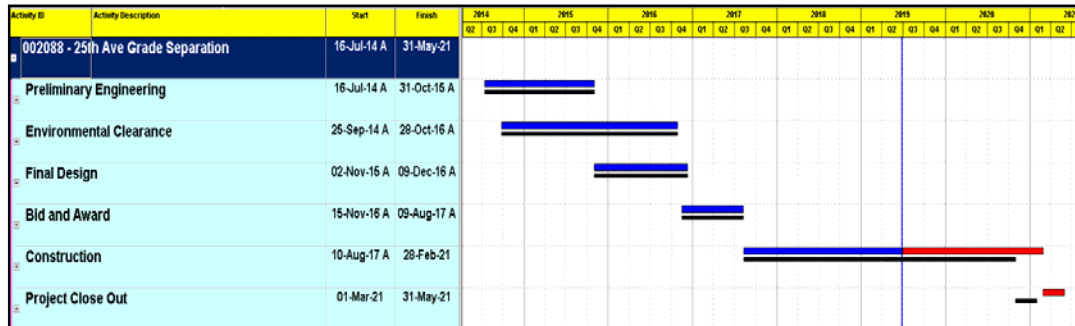 Activity ID Activity Description Start Finish 2014 2015 2016 2017 2018 2019 2020 202
Q2 Q3 Q4 Q1 Q2 Q3 Q4 Q1 Q2 Q3 Q4 Q1 Q2 Q3 Q4 Q1 Q2 Q3 Q4 Q1 Q2 Q3 Q4 Q1 Q2 Q3 Q4 Q1 Q2
002088 - 25th Ave Grade Separation 16-Jul-14 A 31-May-21
Preliminary Engineering 16-Jul-14 A 31-Oct-15 A
Environmental Clearance 25-Sep-14 A 28-Oct-16 A
Final Design 02-Nov-15 A 09-Dec-16 A
Bid and Award 15-Nov-16 A 09-Aug-17 A
Construction 10-Aug-17 A 28-Feb-21
Project Close Out 01-Mar-21 31-May-21